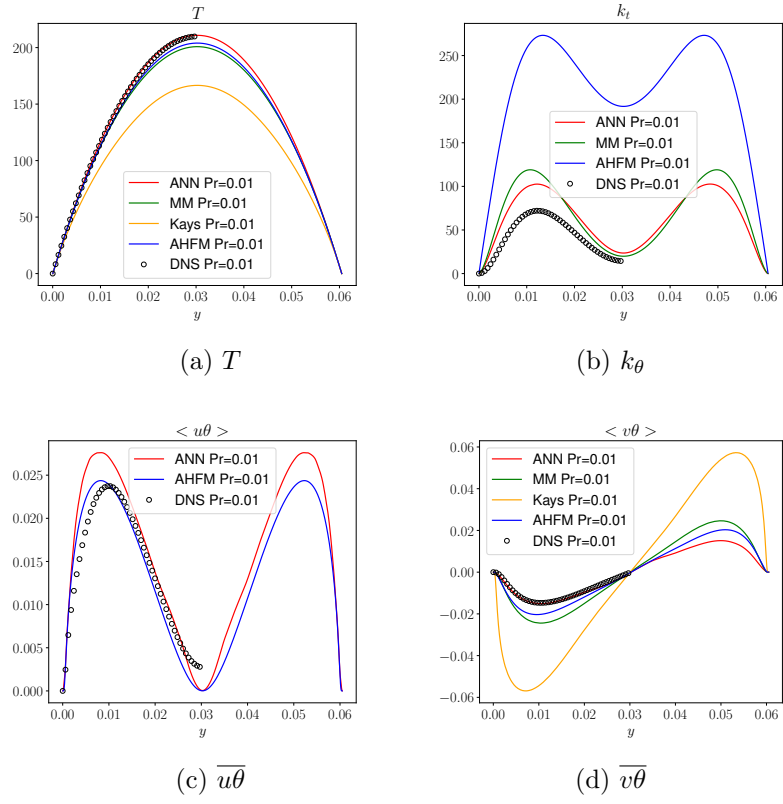 T
200
150
100
50
0
ANN Pr=0.01
MM Pr=0.01
Kays Pr=0.01
AHFM Pr=0.01
DNS Pr=0.01
0.00 0.01 0.02 0.03 0.04 0.05 0.06
y
(a) T
k_t
250
200
150
100
50
0
ANN Pr=0.01
MM Pr=0.01
AHFM Pr=0.01
DNS Pr=0.01
0.00 0.01 0.02 0.03 0.04 0.05 0.06
y
(b) k_θ
< uθ >
0.025
0.020
0.015
0.010
0.005
0.000
ANN Pr=0.01
AHFM Pr=0.01
DNS Pr=0.01
0.00 0.01 0.02 0.03 0.04 0.05 0.06
y
(c) \overline{uθ}
< vθ >
0.06
0.04
0.02
0.00
−0.02
−0.04
−0.06
ANN Pr=0.01
MM Pr=0.01
Kays Pr=0.01
AHFM Pr=0.01
DNS Pr=0.01
0.00 0.01 0.02 0.03 0.04 0.05 0.06
y
(d) \overline{vθ}